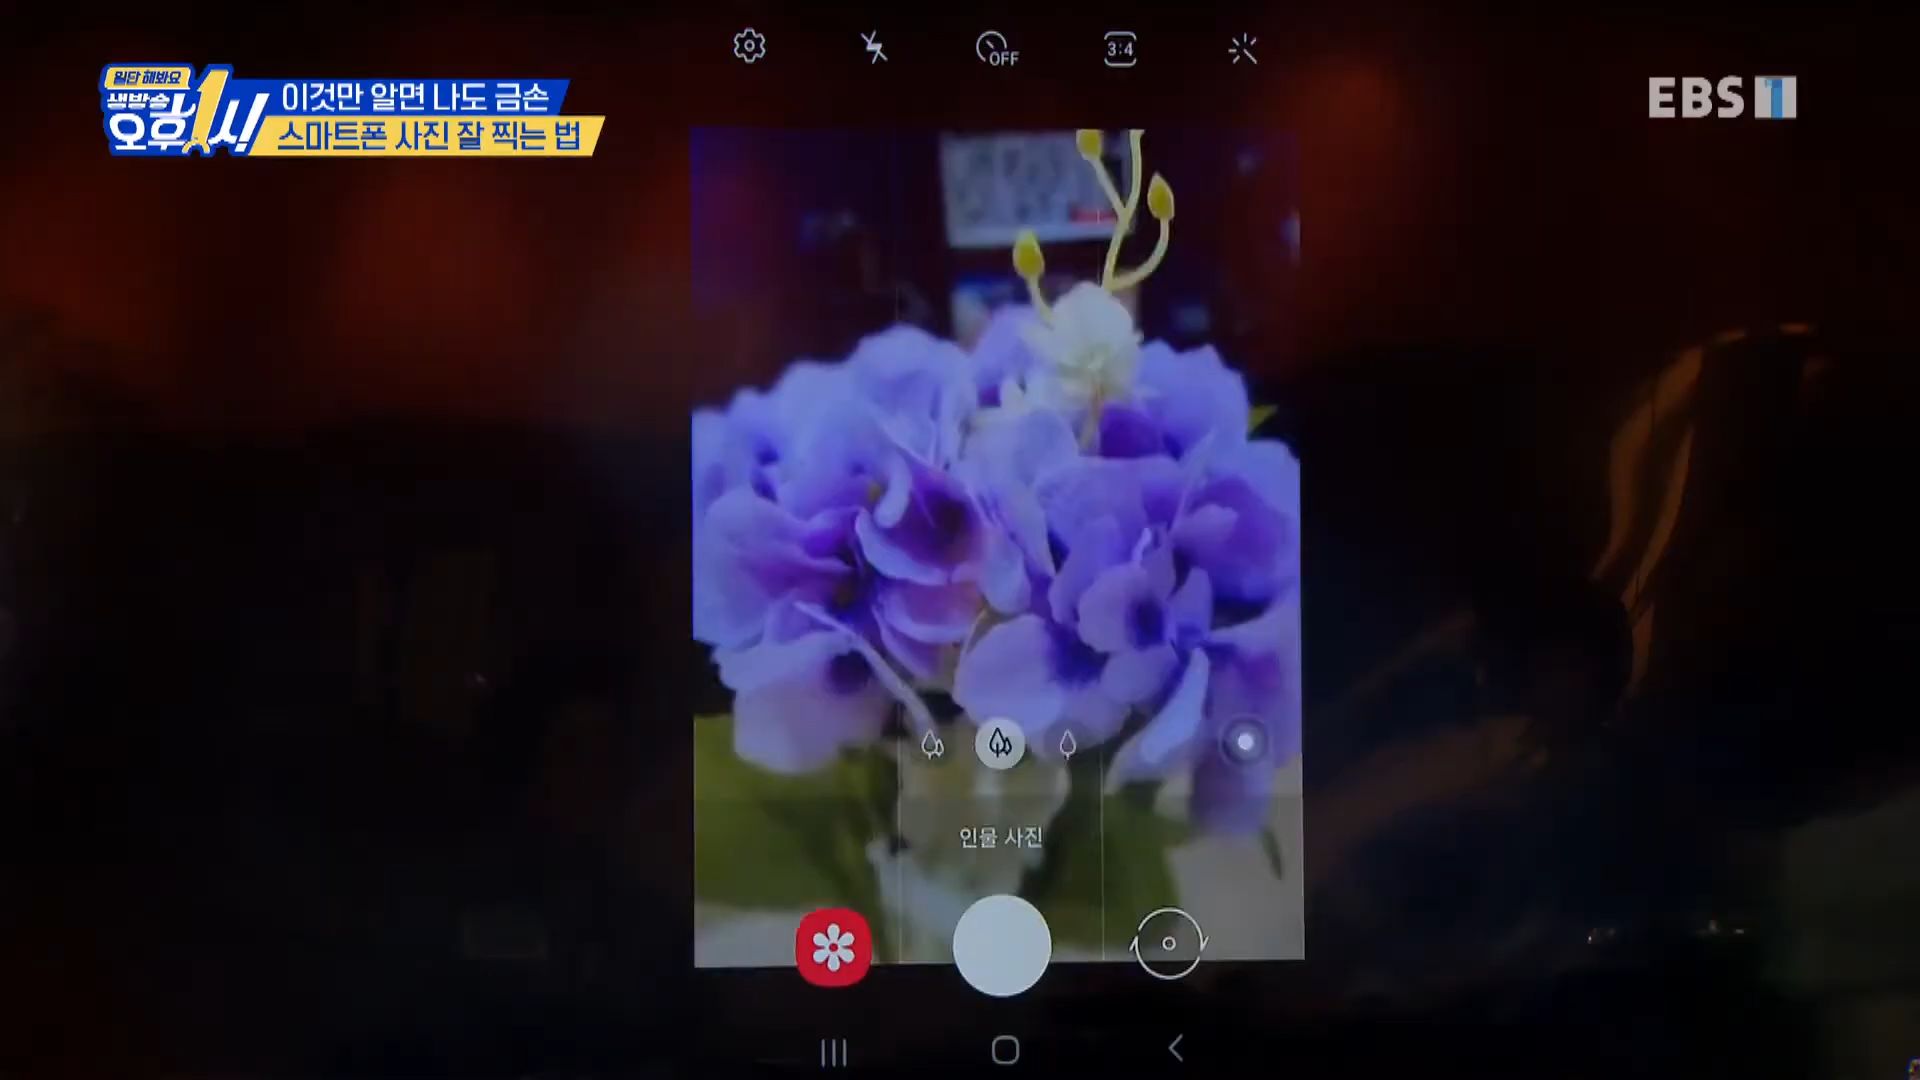 일단 해봐요
생방송
오후1시!
이것만 알면 나도 금손
스마트폰 사진 잘 찍는 법
EBS 1
OFF
3:4
인물 사진